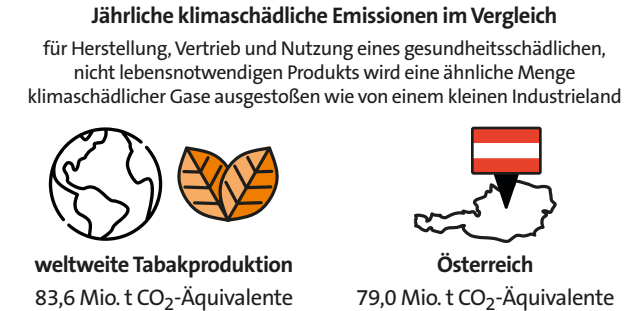 Jährliche klimaschädliche Emissionen im Vergleich
für Herstellung, Vertrieb und Nutzung eines gesundheitsschädlichen,
nicht lebensnotwendigen Produkts wird eine ähnliche Menge
klimaschädlicher Gase ausgestoßen wie von einem kleinen Industrieland
weltweite Tabakproduktion
83,6 Mio. t CO₂-Äquivalente
Österreich
79,0 Mio. t CO₂-Äquivalente